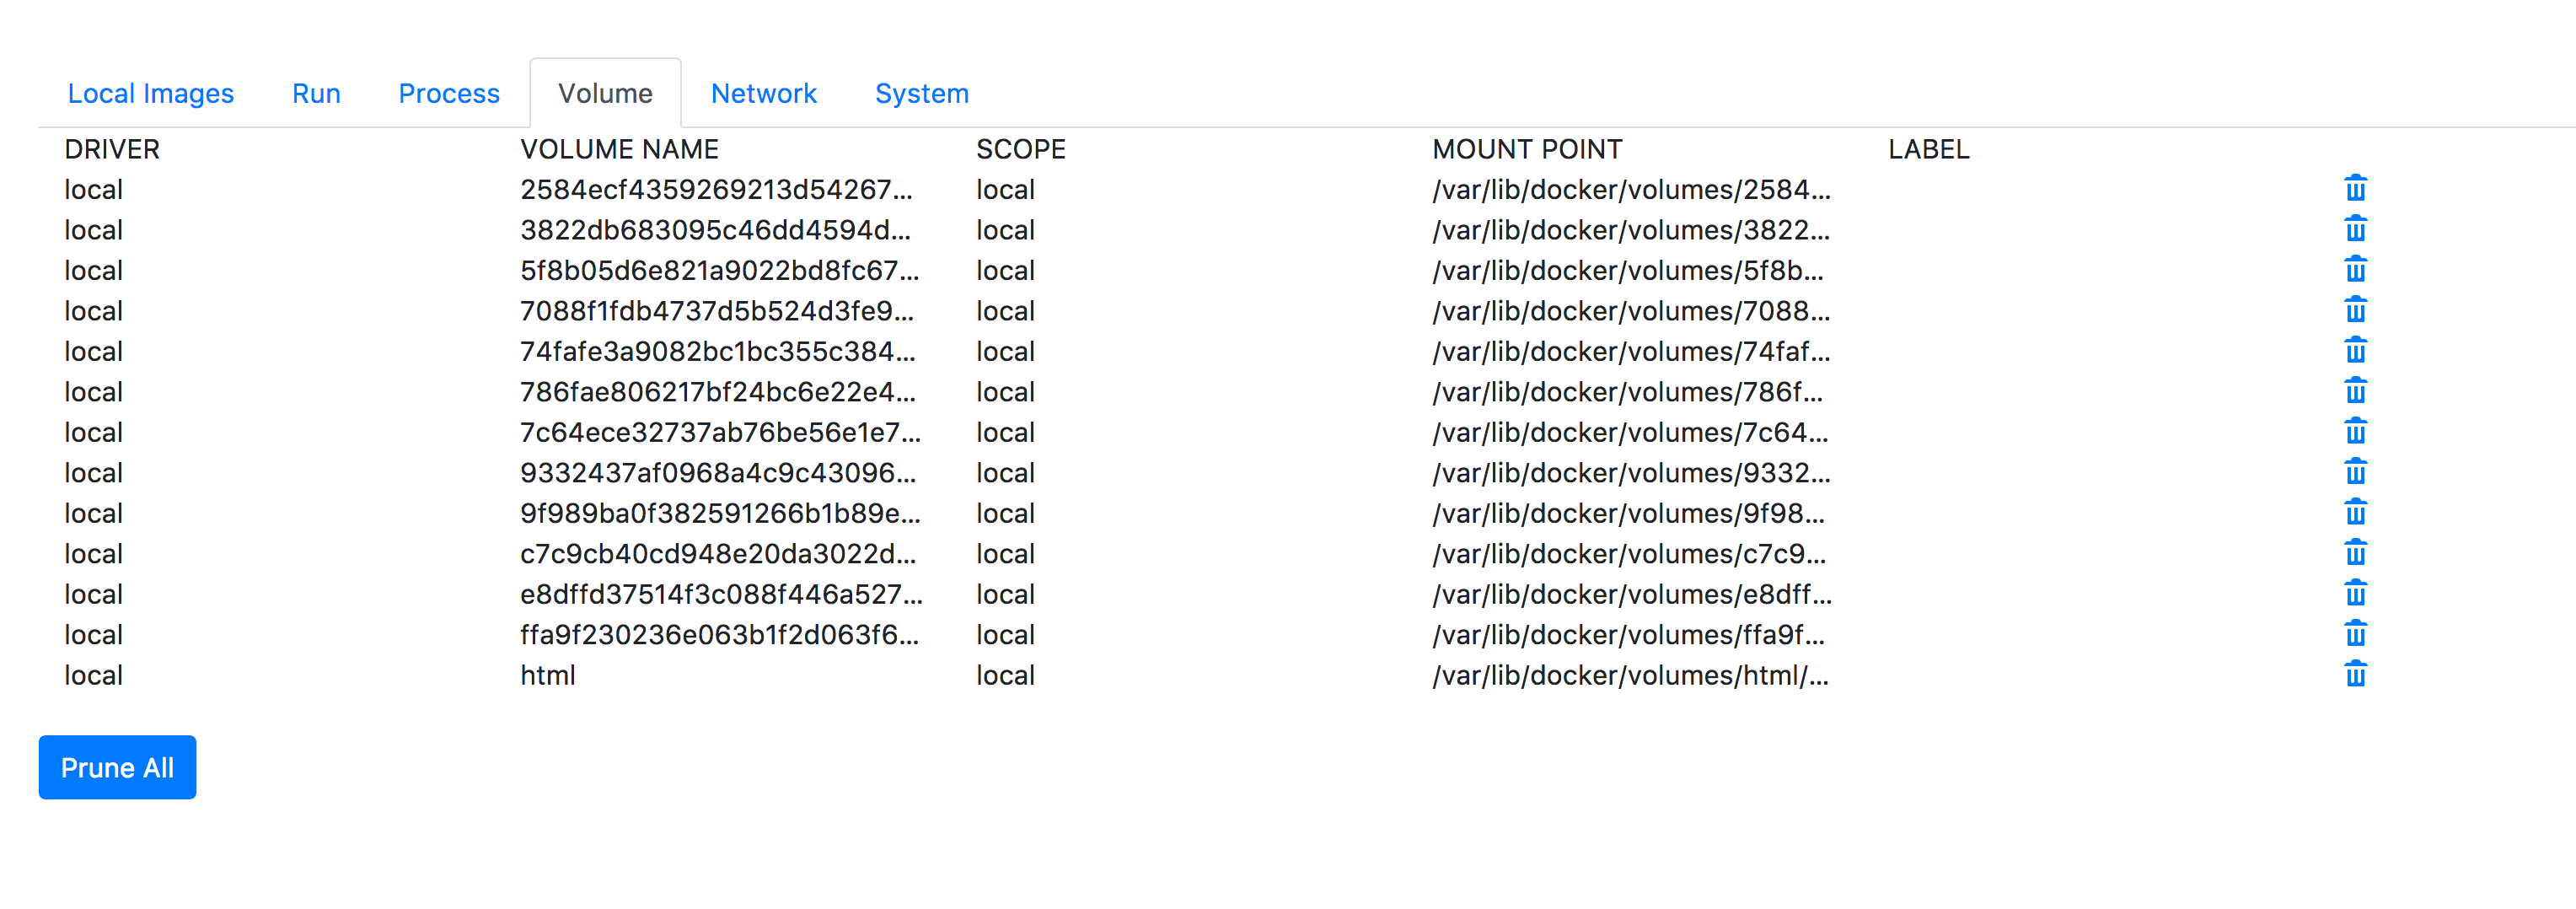 Local Images Run Process Volume Network System
DRIVER VOLUME NAME SCOPE MOUNT POINT LABEL
local 2584ecf4359269213d54267... local /var/lib/docker/volumes/2584...
local 3822db683095c46dd4594d... local /var/lib/docker/volumes/3822...
local 5f8b05d6e821a9022bd8fc67... local /var/lib/docker/volumes/5f8b...
local 7088f1fdb4737d5b524d3fe9... local /var/lib/docker/volumes/7088...
local 74fafe3a9082bc1bc355c384... local /var/lib/docker/volumes/74faf...
local 786fae806217bf24bc6e22e4... local /var/lib/docker/volumes/786f...
local 7c64ece32737ab76be56e1e7... local /var/lib/docker/volumes/7c64...
local 9332437af0968a4c9c43096... local /var/lib/docker/volumes/9332...
local 9f989ba0f382591266b1b89e... local /var/lib/docker/volumes/9f98...
local c7c9cb40cd948e20da3022d... local /var/lib/docker/volumes/c7c9...
local e8dffd37514f3c088f446a527... local /var/lib/docker/volumes/e8dff...
local ffa9f230236e063b1f2d063f6... local /var/lib/docker/volumes/ffa9f...
local html local /var/lib/docker/volumes/html/...
Prune All